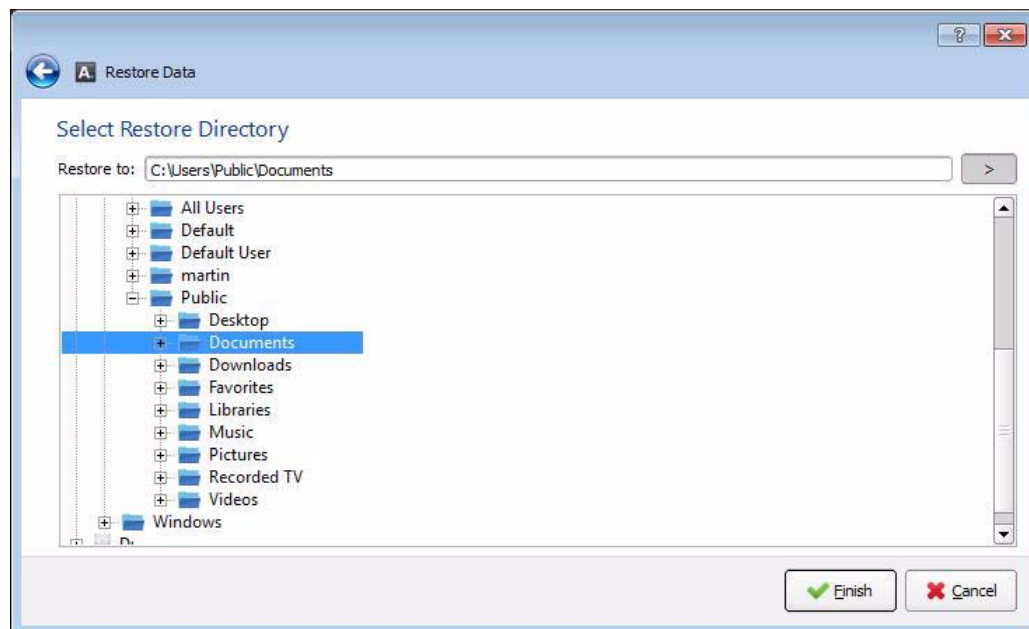 ?
A Restore Data
Select Restore Directory
Restore to: C:\Users\Public\Documents >
All Users
Default
Default User
martin
Public
Desktop
Documents
Downloads
Favorites
Libraries
Music
Pictures
Recorded TV
Videos
Windows
Finish Cancel